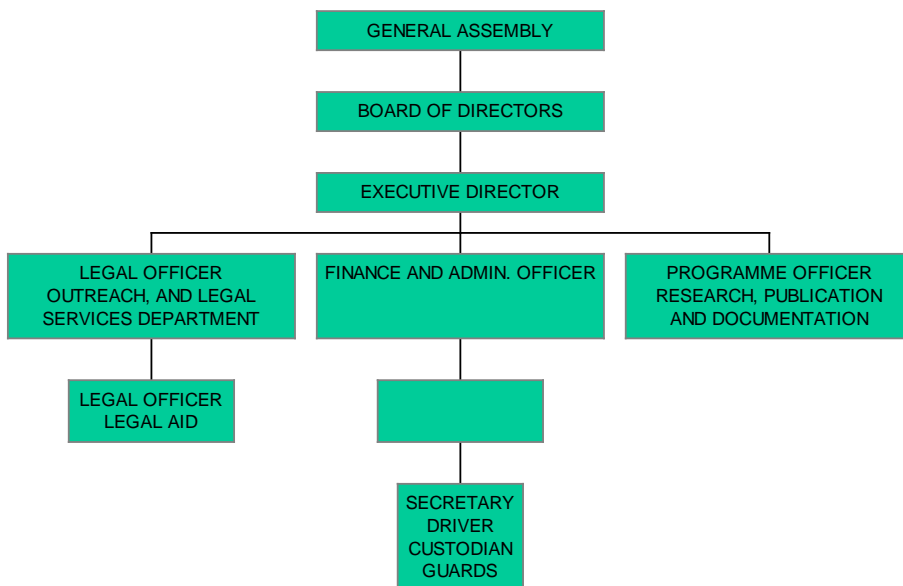 GENERAL ASSEMBLY
BOARD OF DIRECTORS
EXECUTIVE DIRECTOR
LEGAL OFFICER
OUTREACH, AND LEGAL
SERVICES DEPARTMENT
FINANCE AND ADMIN. OFFICER
PROGRAMME OFFICER
RESEARCH, PUBLICATION
AND DOCUMENTATION
LEGAL OFFICER
LEGAL AID
SECRETARY
DRIVER
CUSTODIAN
GUARDS